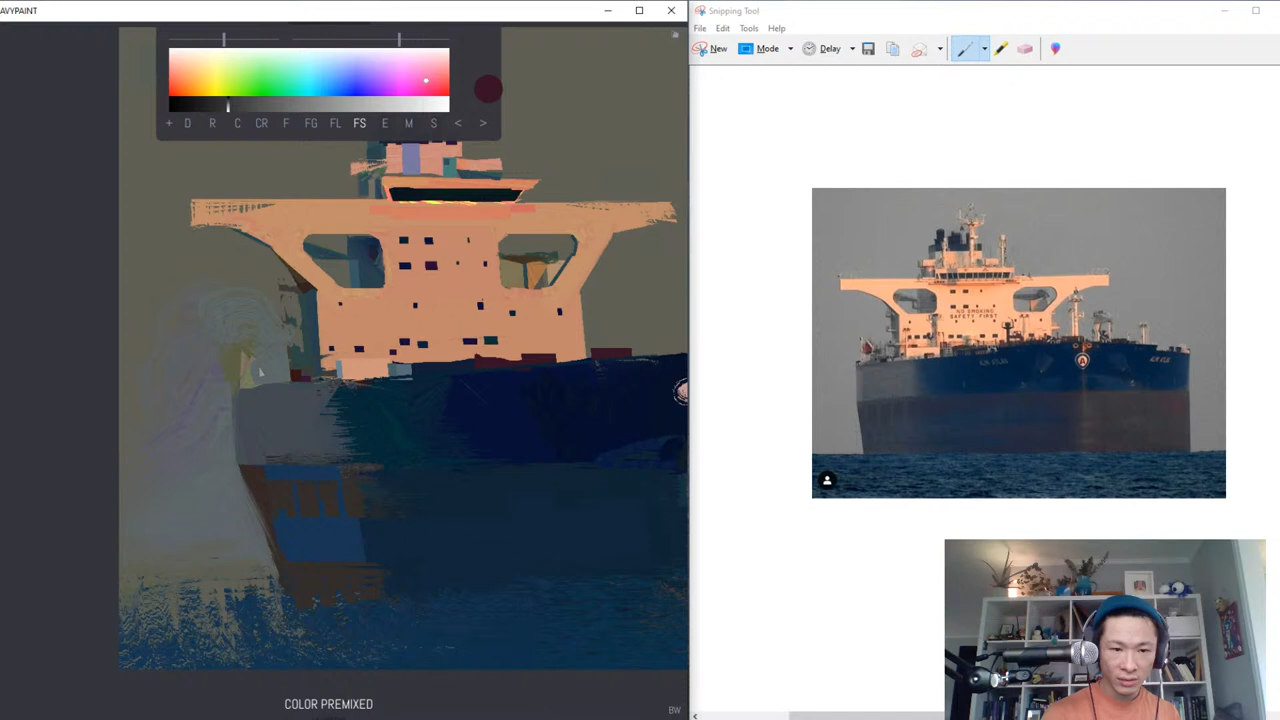 AVYPAINT
+ D R C CR F FG FL FS E M S < >
COLOR PREMIXED
BW
Snipping Tool
File Edit Tools Help
New Mode Delay
NO SMOKING
SAFETY FIRST
A